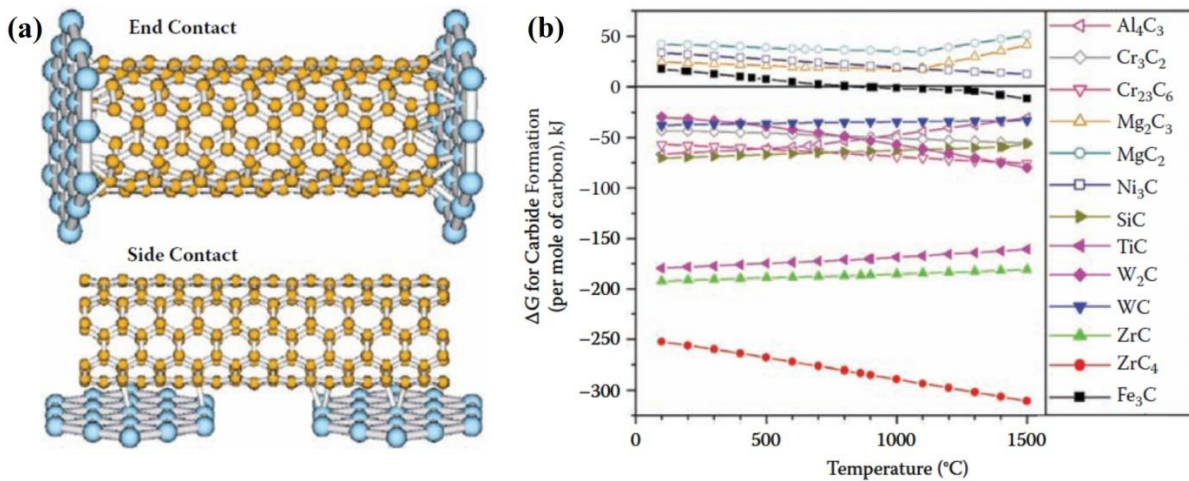 (a)
End Contact
Side Contact
(b)
ΔG for Carbide Formation
(per mole of carbon), kJ
50
0
−50
−100
−150
−200
−250
−300
0
500
1000
1500
Temperature (°C)
Al₄C₃
Cr₃C₂
Cr₂₃C₆
Mg₂C₃
MgC₂
Ni₃C
SiC
TiC
W₂C
WC
ZrC
ZrC₄
Fe₃C